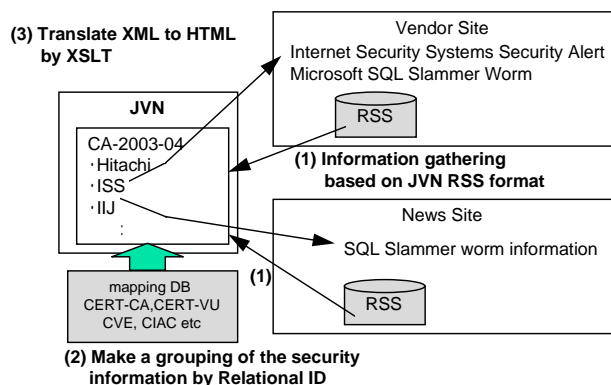 (3) Translate XML to HTML
by XSLT
Vendor Site
Internet Security Systems Security Alert
Microsoft SQL Slammer Worm
RSS
JVN
CA-2003-04
·Hitachi
·ISS
·IIJ
:
(1) Information gathering
based on JVN RSS format
News Site
SQL Slammer worm information
RSS
(1)
mapping DB
CERT-CA,CERT-VU
CVE, CIAC etc
(2) Make a grouping of the security
information by Relational ID